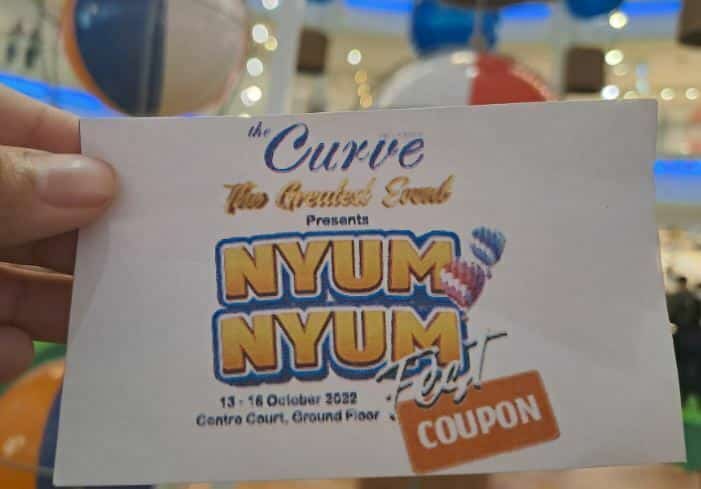 the Curve
The Greatest Event
Presents
NYUM
NYUM
Fest
COUPON
13 - 16 October 2022
Centre Court, Ground Floor